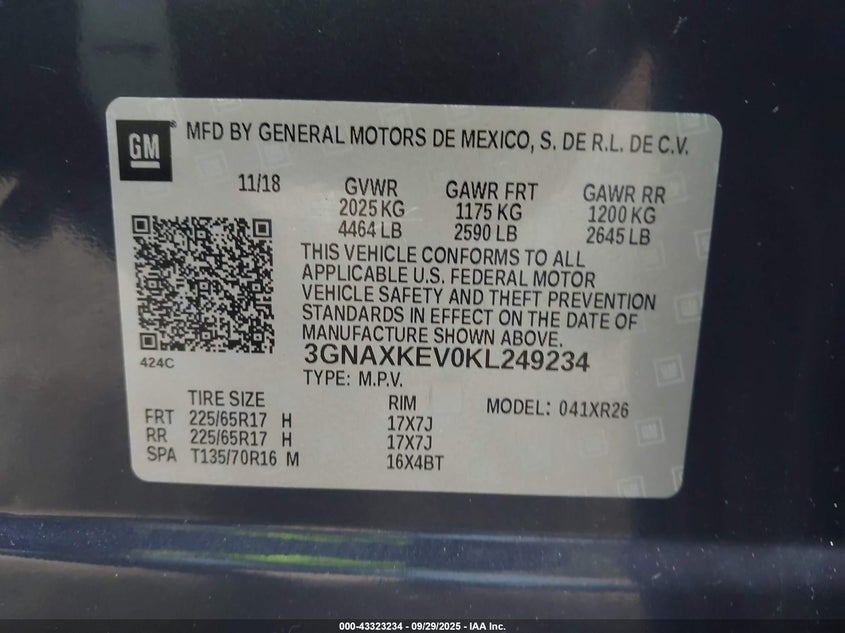 GM
® MFD BY GENERAL MOTORS DE MEXICO, S. DE R.L. DE C.V.
11/18 GVWR GAWR FRT GAWR RR
2025 KG 1175 KG 1200 KG
4464 LB 2590 LB 2645 LB
THIS VEHICLE CONFORMS TO ALL
APPLICABLE U.S. FEDERAL MOTOR
VEHICLE SAFETY AND THEFT PREVENTION
STANDARDS IN EFFECT ON THE DATE OF
MANUFACTURE SHOWN ABOVE.
424C
3GNAXKEV0KL249234
TYPE: M.P.V.
TIRE SIZE RIM MODEL: 041XR26
FRT 225/65R17 H 17X7J
RR 225/65R17 H 17X7J
SPA T135/70R16 M 16X4BT
000-43323234 - 09/29/2025 - IAA Inc.